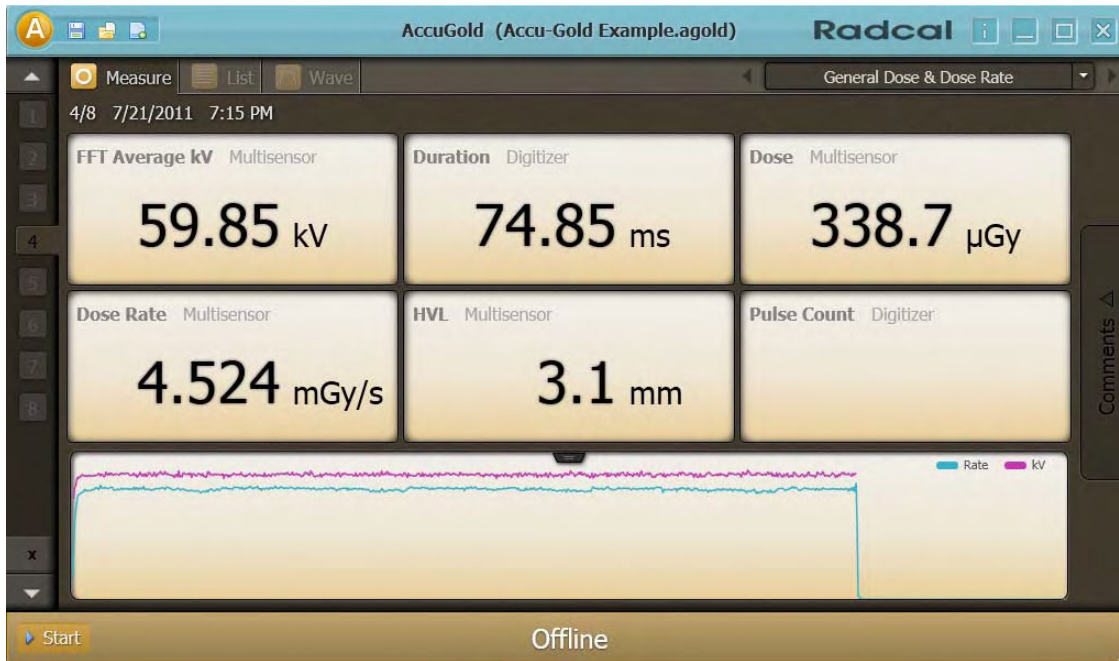 A AccuGold (Accu-Gold Example.agold) Radcal i
Measure List Wave General Dose & Dose Rate
4/8 7/21/2011 7:15 PM
1
2
3
4
5
6
7
8
x
FFT Average kV Multisensor
59.85 kV
Duration Digitizer
74.85 ms
Dose Multisensor
338.7 µGy
Dose Rate Multisensor
4.524 mGy/s
HVL Multisensor
3.1 mm
Pulse Count Digitizer
Rate kV
Comments
Start Offline